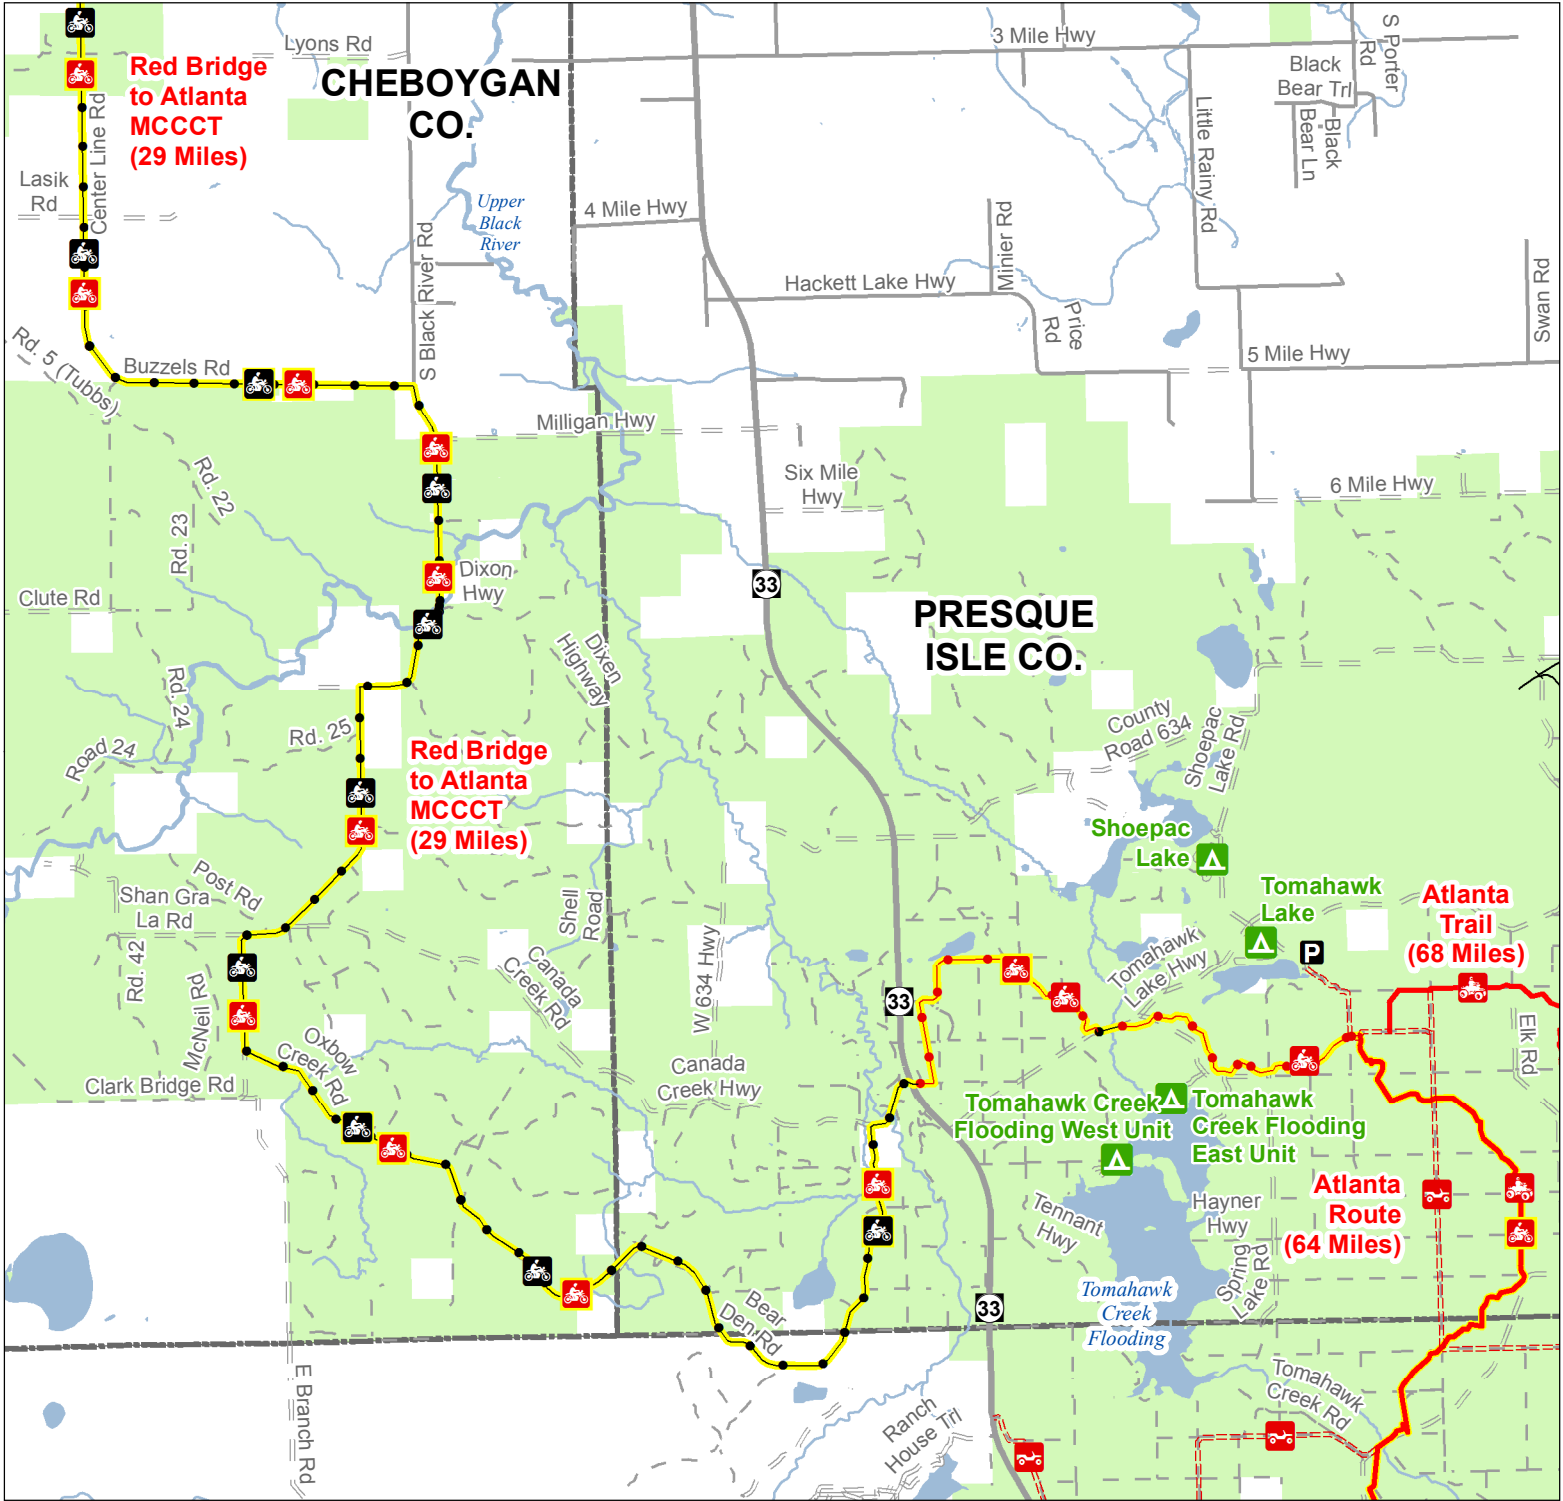 Lyons Rd
3 Mile Hwy
S Porter
Rd
Red Bridge
to Atlanta
MCCCT
(29 Miles)
CHEBOYGAN
CO.
Black
Bear Trl
Black
Bear Ln
Center Line Rd
Little Rainy Rd
Lasik
Rd
Upper
Black
River
4 Mile Hwy
Minier Rd
S Black River Rd
Hackett Lake Hwy
Price
Rd
Swan Rd
Rd. 5 (Tubbs)
Buzzels Rd
5 Mile Hwy
Milligan Hwy
Six Mile
Hwy
6 Mile Hwy
Rd. 22
Rd. 23
Dixon
Hwy
33
Clute Rd
PRESQUE
ISLE CO.
Dixen
Highway
Rd. 24
Rd. 25
Road 24
County
Road 634
Shoepac
Lake Rd
Red Bridge
to Atlanta
MCCCT
(29 Miles)
Shoepac
Lake
Post Rd
Shan Gra
La Rd
Shell
Road
Tomahawk
Lake
Atlanta
Trail
(68 Miles)
P
Rd. 42
McNeil Rd
Canada
Creek Rd
W 634 Hwy
Tomahawk
Lake Hwy
33
Elk Rd
Oxbow
Creek Rd
Clark Bridge Rd
Canada
Creek Hwy
Tomahawk Creek
Flooding West Unit
Tomahawk
Creek Flooding
East Unit
Tennant
Hwy
Hayner
Hwy
Atlanta
Route
(64 Miles)
Spring
Lake Rd
Bear
Den Rd
33
Tomahawk
Creek
Flooding
E Branch Rd
Ranch
House Trl
Tomahawk
Creek Rd